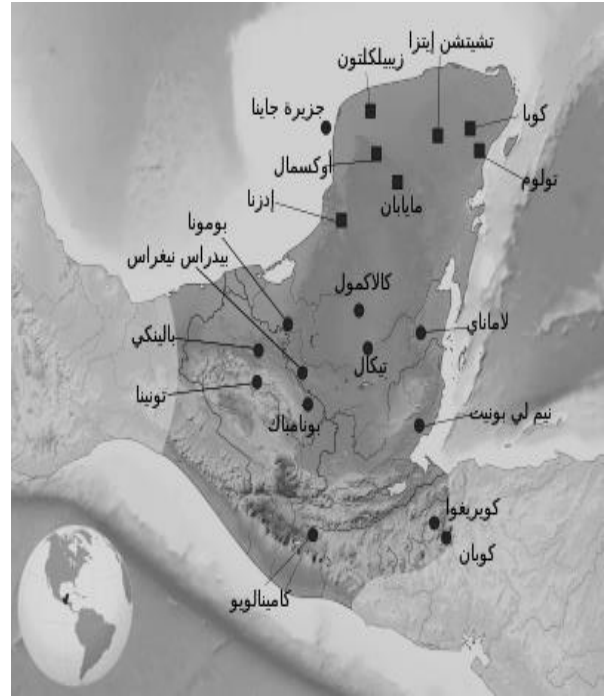 تشيتشن إيتزا
زيبيلكلتون
جزيرة جاينا
كوبا
أوكسمال
تولوم
مايابان
إدزنا
بومونا
بيدراس نيغراس
كالاكمول
لاماناي
بالينكي
تيكال
تونينا
بونامباك
نيم لي بونيت
كويريغوا
كوبان
كامينالويو